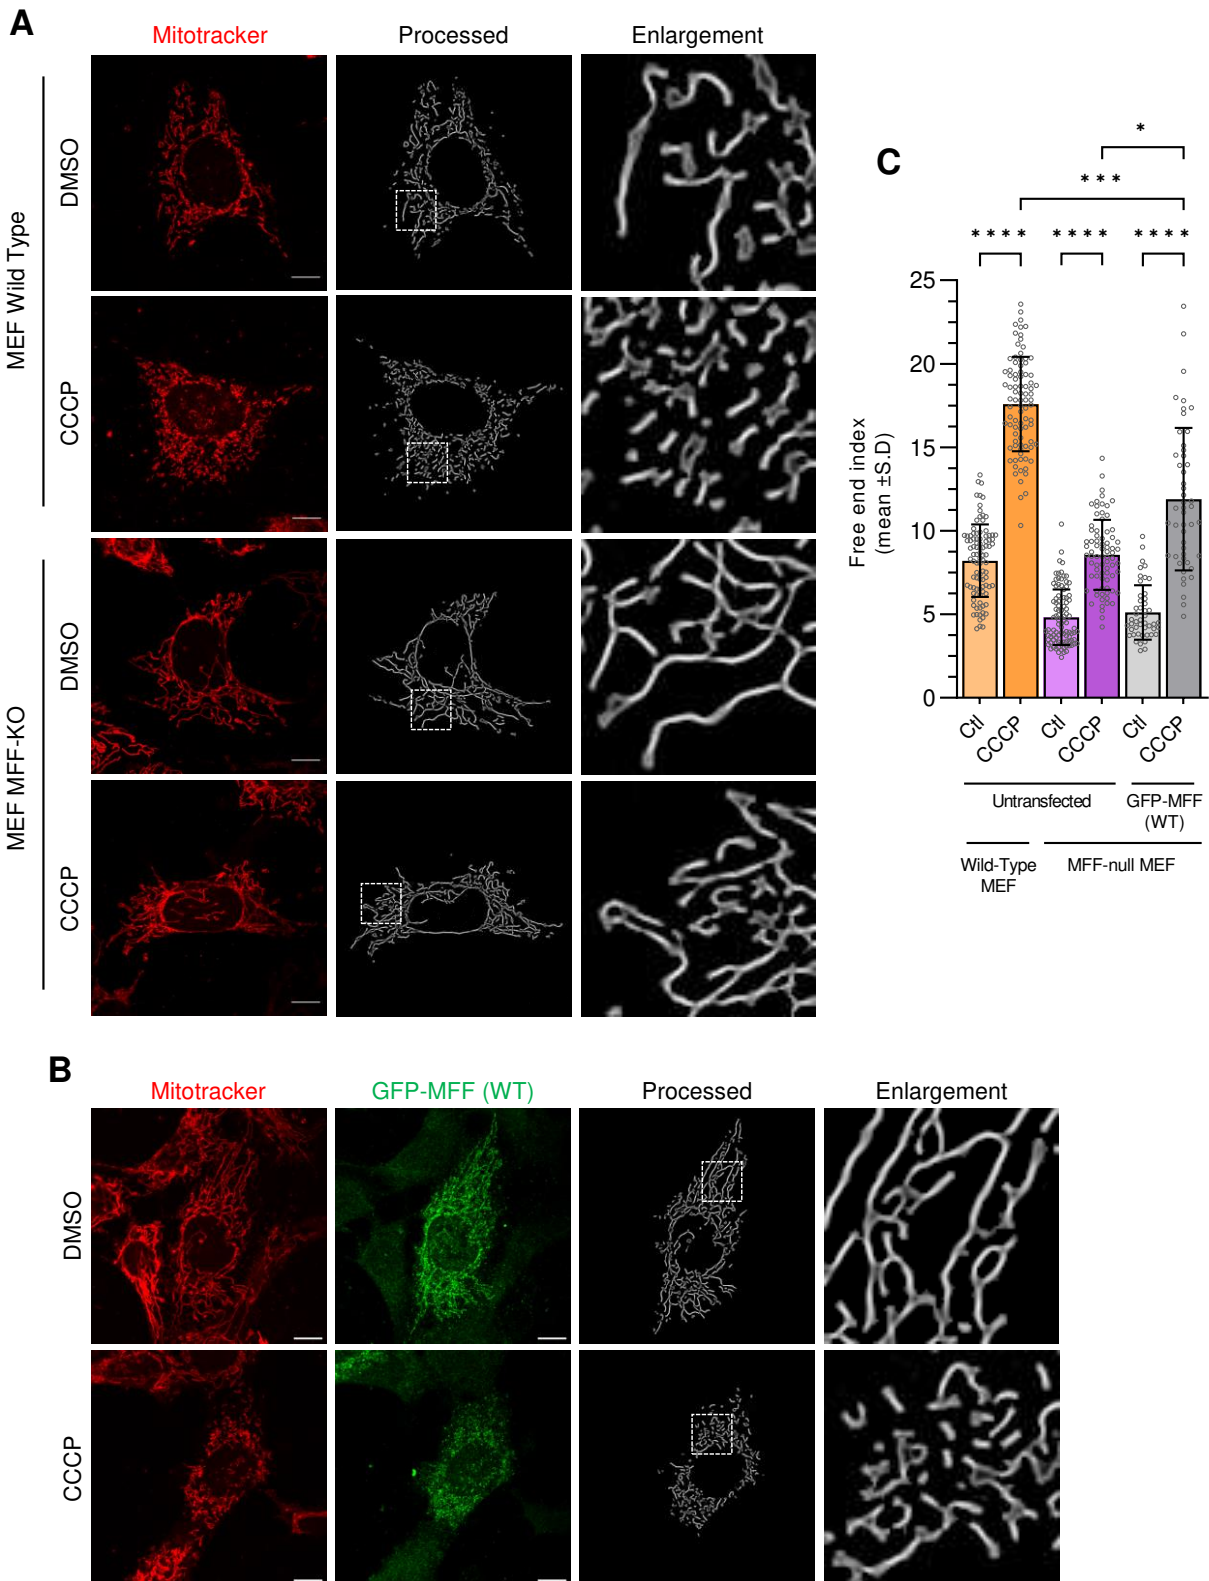 A
Mitotracker
Processed
Enlargement
MEF Wild Type
DMSO
CCCP
MEF MFF-KO
DMSO
CCCP
B
Mitotracker
GFP-MFF (WT)
Processed
Enlargement
DMSO
CCCP
C
*
***
**** **** ****
Free end index
(mean ±S.D)
25
20
15
10
5
0
Ctl
CCCP
Ctl
CCCP
Ctl
CCCP
Untransfected
GFP-MFF
(WT)
Wild-Type
MEF
MFF-null MEF